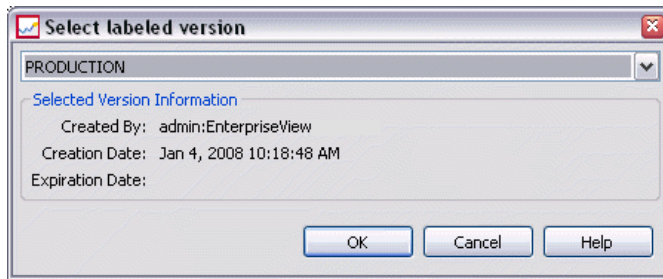 Select labeled version
PRODUCTION
Selected Version Information
Created By: admin:EnterpriseView
Creation Date: Jan 4, 2008 10:18:48 AM
Expiration Date:
OK Cancel Help